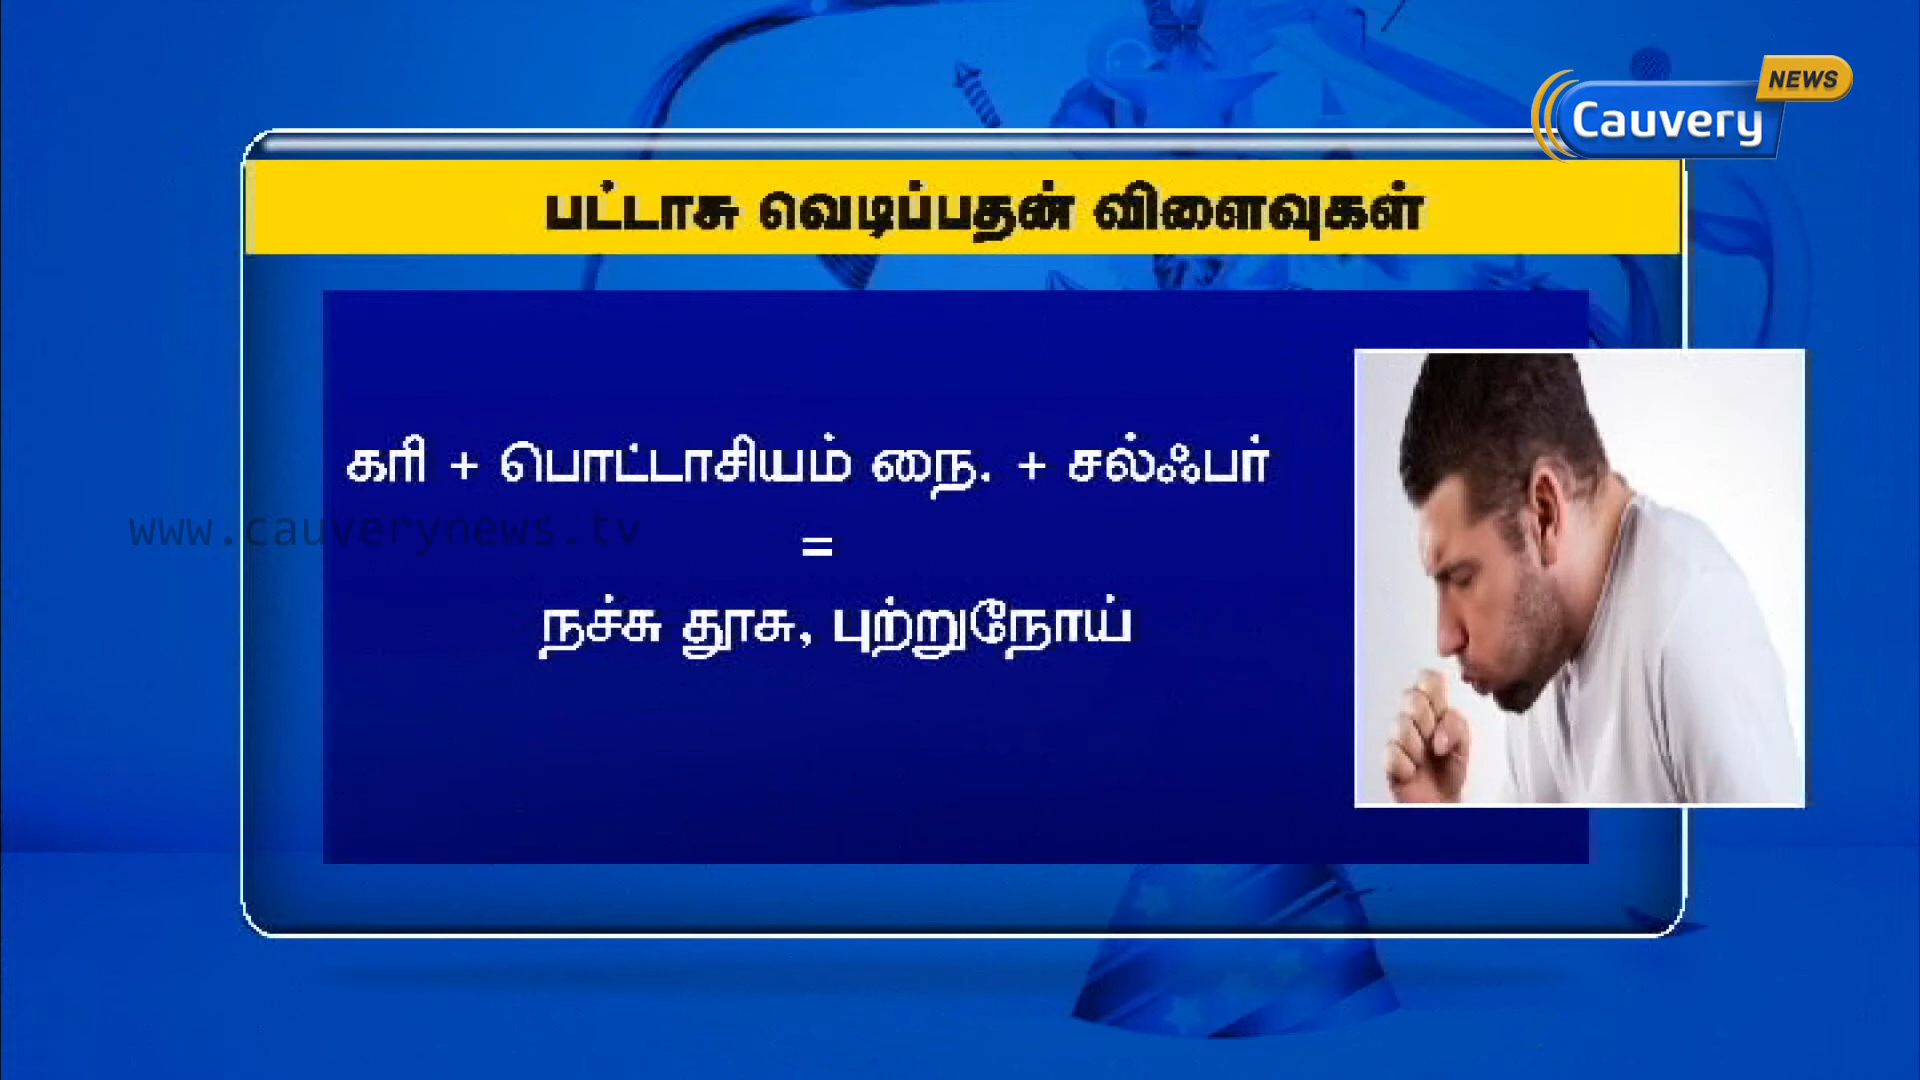 NEWS
Cauvery
பட்டாசு வெடிப்பதன் விளைவுகள்
கரி + பொட்டாசியம் நை. + சல்ஃபர்
=
நச்சு தூசு, புற்றுநோய்
www.cauverynews.tv